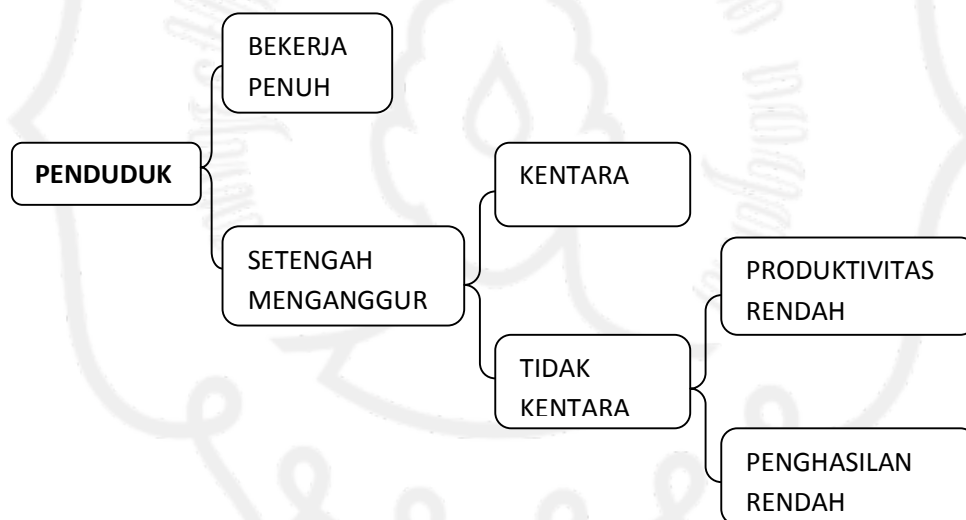 BEKERJA
PENUH
PENDUDUK
KENTARA
SETENGAH
MENGANGGUR
PRODUKTIVITAS
RENDAH
TIDAK
KENTARA
PENGHASILAN
RENDAH